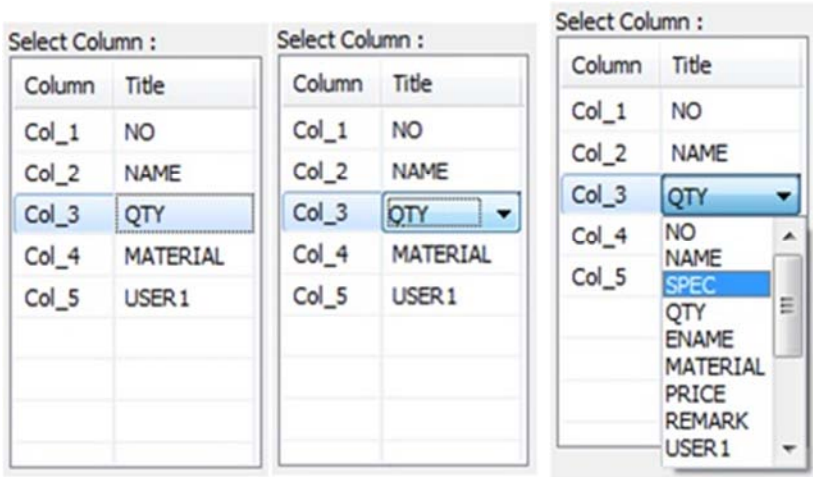 Select Column :
Column Title
Col_1 NO
Col_2 NAME
Col_3 QTY
Col_4 MATERIAL
Col_5 USER1
Select Column :
Column Title
Col_1 NO
Col_2 NAME
Col_3 QTY
Col_4 MATERIAL
Col_5 USER1
Select Column :
Column Title
Col_1 NO
Col_2 NAME
Col_3 QTY
Col_4
Col_5
NO
NAME
SPEC
QTY
ENAME
MATERIAL
PRICE
REMARK
USER1